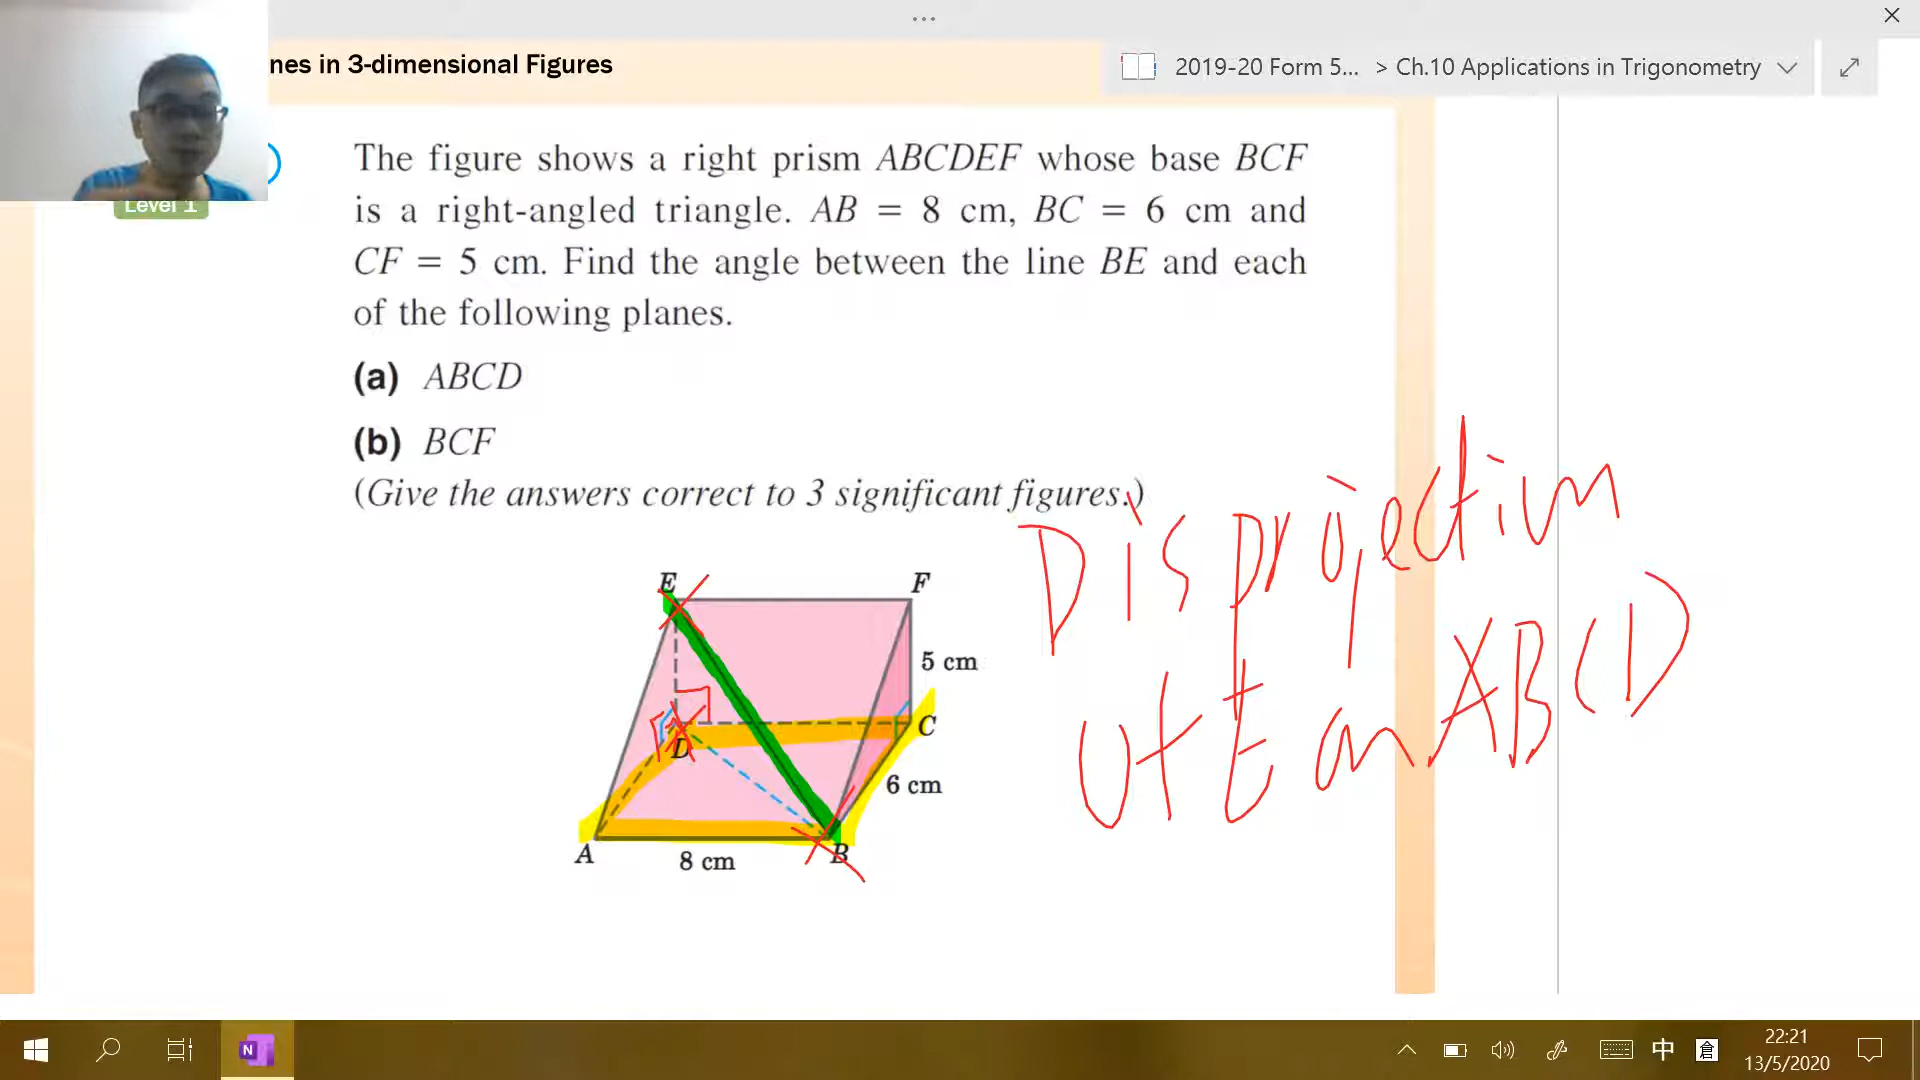 nes in 3-dimensional Figures
2019-20 Form 5... > Ch.10 Applications in Trigonometry
Level 1
The figure shows a right prism ABCDEF whose base BCF
is a right-angled triangle. AB = 8 cm, BC = 6 cm and
CF = 5 cm. Find the angle between the line BE and each
of the following planes.
(a) ABCD
(b) BCF
(Give the answers correct to 3 significant figures.)
D is projection
of E on ABCD
E
F
5 cm
D
C
6 cm
A
8 cm
B
N
中
倉
22:21
13/5/2020